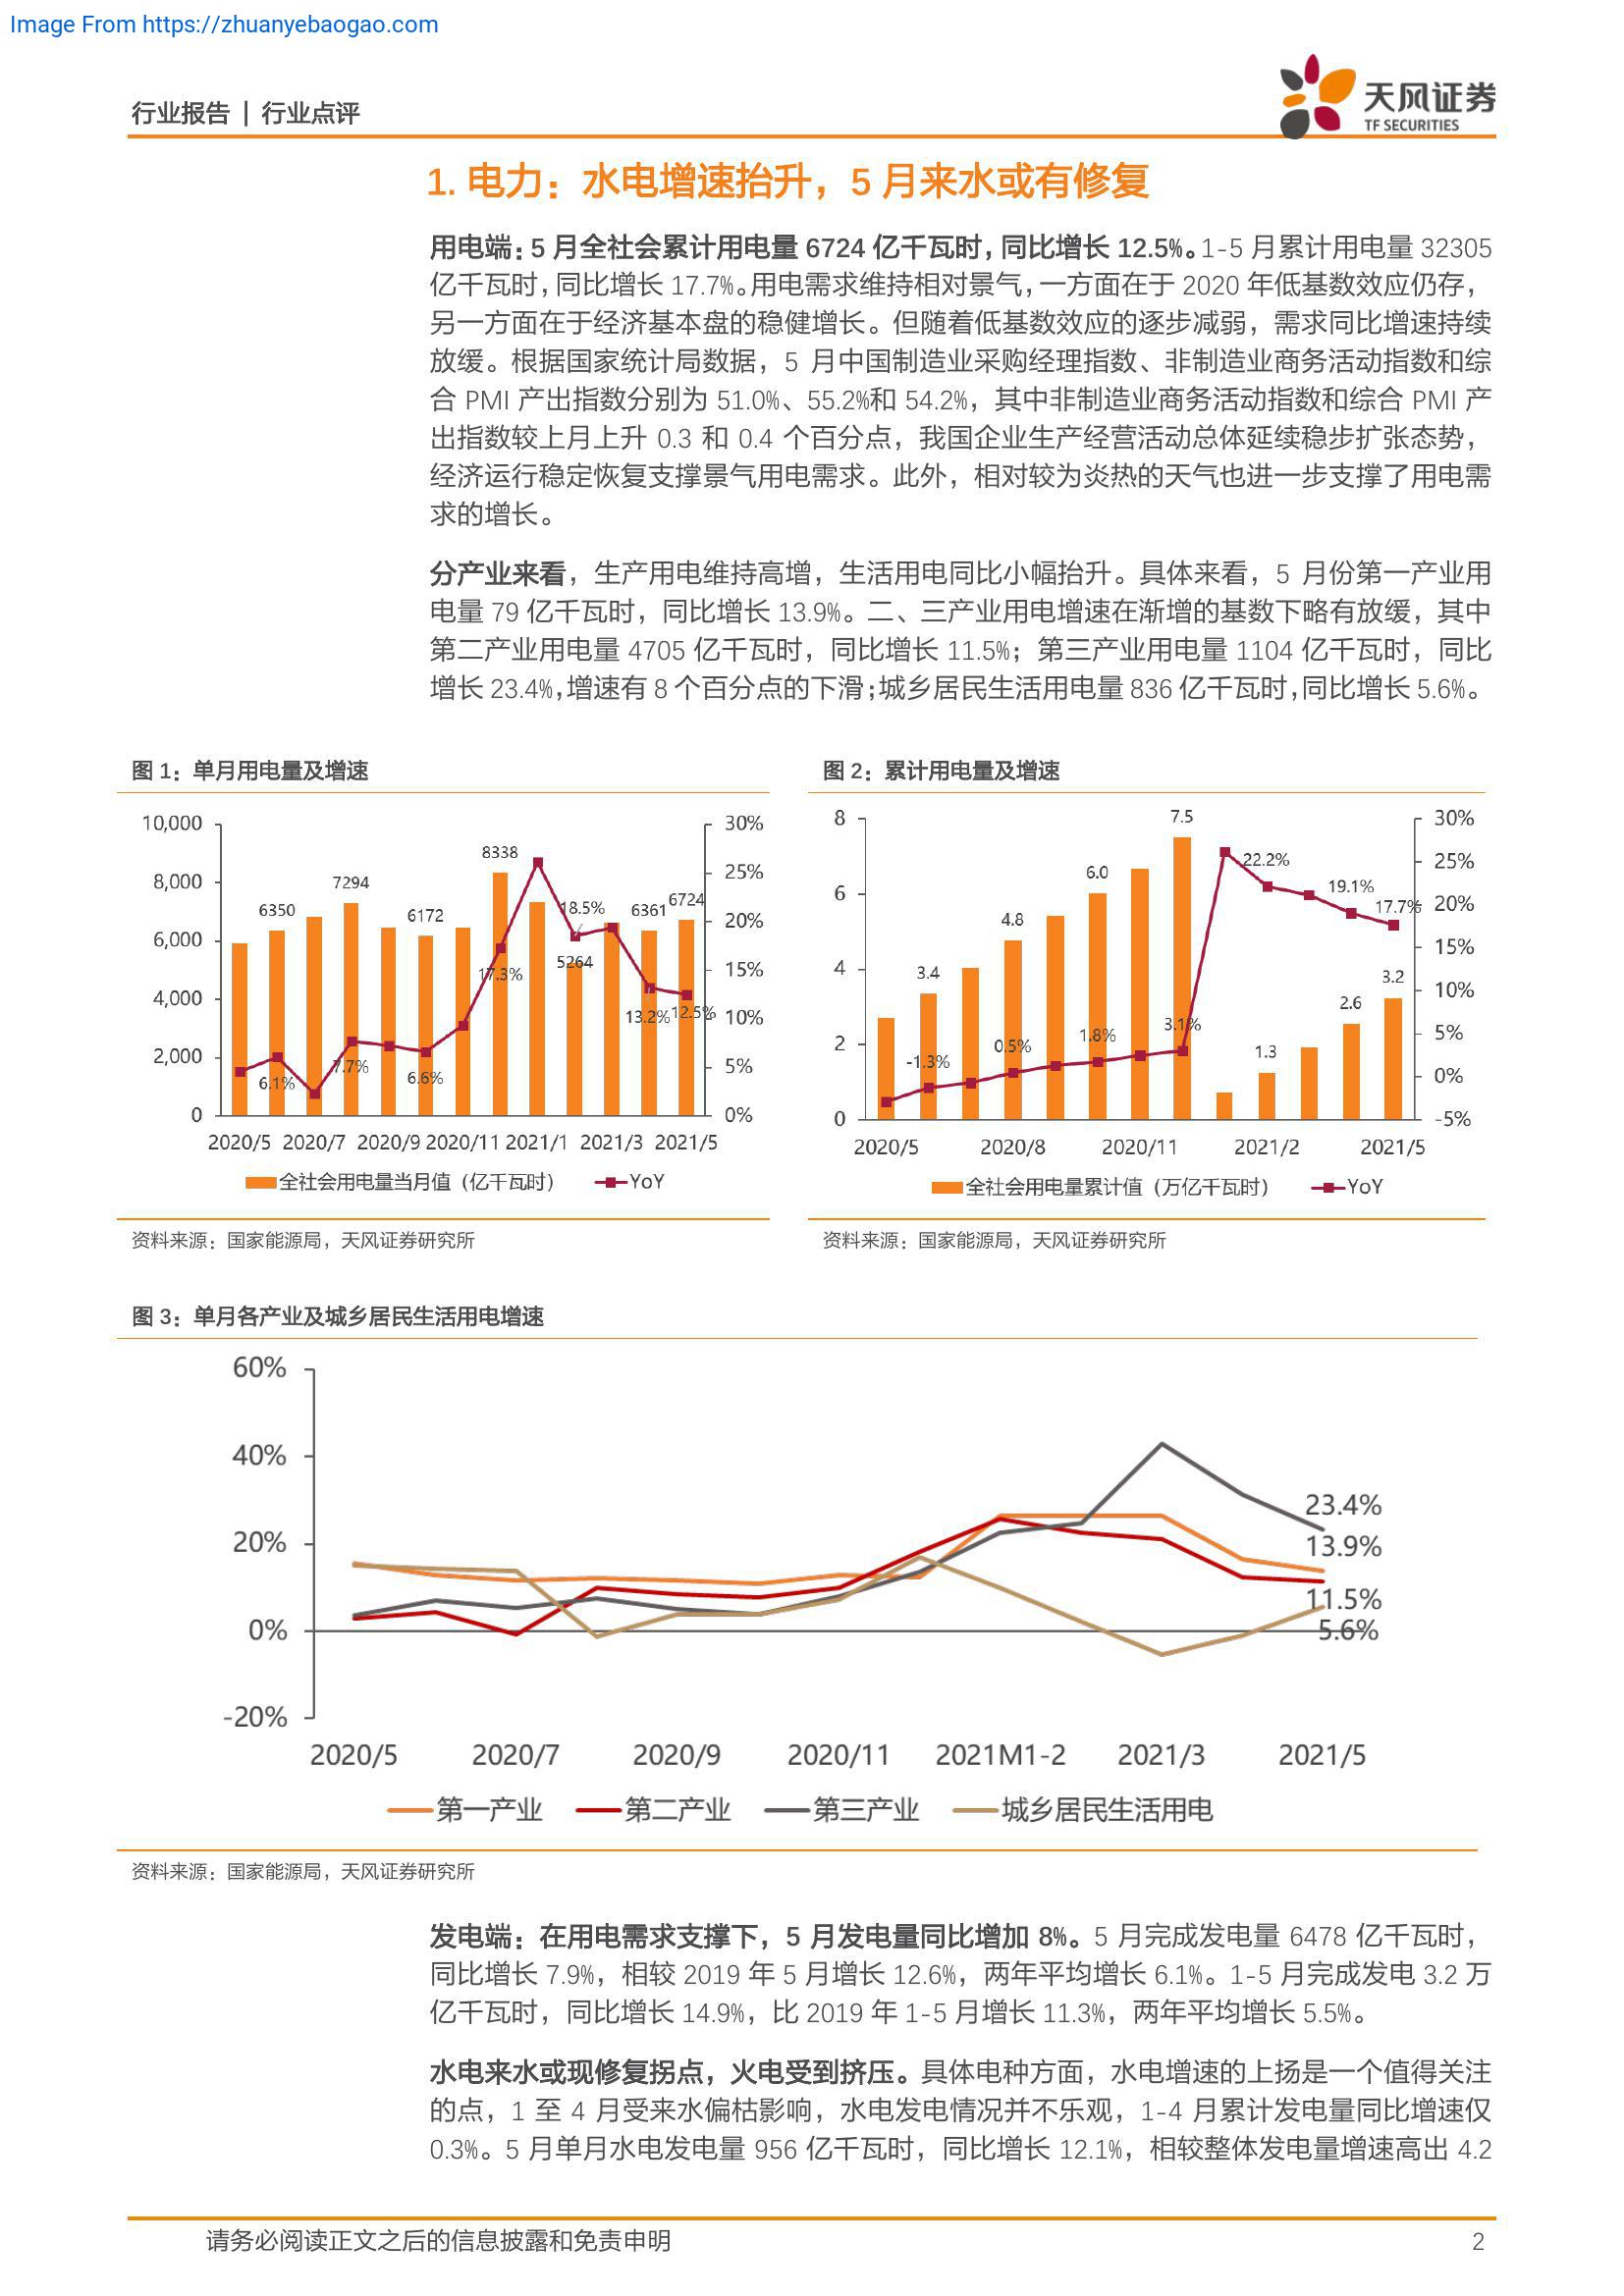 Image From https://zhuanyebaogao.com
行业报告 | 行业点评
天风证券
TF SECURITIES
1. 电力：水电增速抬升，5 月来水或有修复
用电端：5 月全社会累计用电量 6724 亿千瓦时，同比增长 12.5%。1-5 月累计用电量 32305
亿千瓦时，同比增长 17.7%。用电需求维持相对景气，一方面在于 2020 年低基数效应仍存，
另一方面在于经济基本盘的稳健增长。但随着低基数效应的逐步减弱，需求同比增速持续
放缓。根据国家统计局数据，5 月中国制造业采购经理指数、非制造业商务活动指数和综
合 PMI 产出指数分别为 51.0%、55.2%和 54.2%，其中非制造业商务活动指数和综合 PMI 产
出指数较上月上升 0.3 和 0.4 个百分点，我国企业生产经营活动总体延续稳步扩张态势，
经济运行稳定恢复支撑景气用电需求。此外，相对较为炎热的天气也进一步支撑了用电需
求的增长。
分产业来看，生产用电维持高增，生活用电同比小幅抬升。具体来看，5 月份第一产业用
电量 79 亿千瓦时，同比增长 13.9%。二、三产业用电增速在渐增的基数下略有放缓，其中
第二产业用电量 4705 亿千瓦时，同比增长 11.5%；第三产业用电量 1104 亿千瓦时，同比
增长 23.4%，增速有 8 个百分点的下滑；城乡居民生活用电量 836 亿千瓦时，同比增长 5.6%。
图 1：单月用电量及增速
10,000
8,000
6,000
4,000
2,000
0
30%
25%
20%
15%
10%
5%
0%
6350
7294
6172
8338
5264
6361
6724
6.1%
7.7%
6.6%
17.3%
18.5%
13.2%
12.5%
2020/5 2020/7 2020/9 2020/11 2021/1 2021/3 2021/5
全社会用电量当月值（亿千瓦时） YoY
资料来源：国家能源局，天风证券研究所
图 2：累计用电量及增速
8
6
4
2
0
30%
25%
20%
15%
10%
5%
0%
-5%
3.4
4.8
6.0
7.5
1.3
2.6
3.2
-1.3%
0.5%
1.8%
3.1%
22.2%
19.1%
17.7%
2020/5 2020/8 2020/11 2021/2 2021/5
全社会用电量累计值（万亿千瓦时） YoY
资料来源：国家能源局，天风证券研究所
图 3：单月各产业及城乡居民生活用电增速
60%
40%
20%
0%
-20%
23.4%
13.9%
11.5%
5.6%
2020/5 2020/7 2020/9 2020/11 2021M1-2 2021/3 2021/5
第一产业 第二产业 第三产业 城乡居民生活用电
资料来源：国家能源局，天风证券研究所
发电端：在用电需求支撑下，5 月发电量同比增加 8%。5 月完成发电量 6478 亿千瓦时，
同比增长 7.9%，相较 2019 年 5 月增长 12.6%，两年平均增长 6.1%。1-5 月完成发电 3.2 万
亿千瓦时，同比增长 14.9%，比 2019 年 1-5 月增长 11.3%，两年平均增长 5.5%。
水电来水或现修复拐点，火电受到挤压。具体电种方面，水电增速的上扬是一个值得关注
的点，1 至 4 月受来水偏枯影响，水电发电情况并不乐观，1-4 月累计发电量同比增速仅
0.3%。5 月单月水电发电量 956 亿千瓦时，同比增长 12.1%，相较整体发电量增速高出 4.2
请务必阅读正文之后的信息披露和免责申明
2